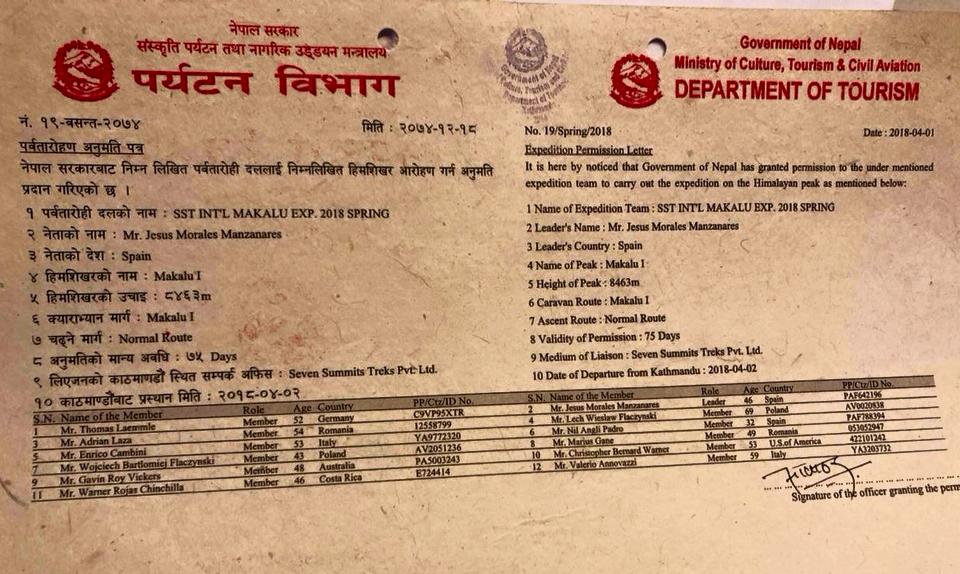 नेपाल सरकार
संस्कृति पर्यटन तथा नागरिक उड्डयन मन्त्रालय
पर्यटन विभाग
नं. १९-बसन्त-२०७४ मिति : २०७४-१२-१८
पर्वतारोहण अनुमति पत्र
नेपाल सरकारबाट निम्न लिखित पर्वतारोही दललाई निम्नलिखित हिमशिखर आरोहण गर्न अनुमति
प्रदान गरिएको छ ।
१ पर्वतारोही दलको नाम : SST INT'L MAKALU EXP. 2018 SPRING
२ नेताको नाम : Mr. Jesus Morales Manzanares
३ नेताको देश : Spain
४ हिमशिखरको नाम : Makalu I
५ हिमशिखरको उचाइ : ८४६३m
६ क्याराभ्यान मार्ग : Makalu I
७ चढ्ने मार्ग : Normal Route
८ अनुमतिको मान्य अवधि : ७५ Days
९ लिएजनको काठमाण्डौ स्थित सम्पर्क अफिस : Seven Summits Treks Pvt. Ltd.
१० काठमाण्डौंबाट प्रस्थान मिति : २०१८-०४-०२
Government of Nepal
Ministry of Culture, Tourism & Civil Aviation
DEPARTMENT OF TOURISM
No. 19/Spring/2018 Date : 2018-04-01
Expedition Permission Letter
It is here by noticed that Government of Nepal has granted permission to the under mentioned
expedition team to carry out the expedition on the Himalayan peak as mentioned below:
1 Name of Expedition Team : SST INT'L MAKALU EXP. 2018 SPRING
2 Leader's Name : Mr. Jesus Morales Manzanares
3 Leader's Country : Spain
4 Name of Peak : Makalu I
5 Height of Peak : 8463m
6 Caravan Route : Makalu I
7 Ascent Route : Normal Route
8 Validity of Permission : 75 Days
9 Medium of Liaison : Seven Summits Treks Pvt. Ltd.
10 Date of Departure from Kathmandu : 2018-04-02
S.N. Name of the Member Role Age Country PP/Ctz/ID No. S.N. Name of the Member Role Age Country PP/Ctz/ID No.
1 Mr. Thomas Laemmle Member 52 Germany C9VP95XTR 2 Mr. Jesus Morales Manzanares Leader 46 Spain PAF642196
3 Mr. Adrian Laza Member 54 Romania 12558799 4 Mr. Lech Wieslaw Flaczynski Member 69 Poland AV0020838
5 Mr. Enrico Cambini Member 53 Italy YA9772320 6 Mr. Nil Angli Padro Member 32 Spain PAF788394
7 Mr. Wojciech Bartlomiej Flaczynski Member 43 Poland AV2051236 8 Mr. Marius Gane Member 49 Romania 053052947
9 Mr. Gavin Roy Vickers Member 48 Australia PA5003243 10 Mr. Christopher Bernard Warner Member 53 U.S.of America 422101242
11 Mr. Warner Rojas Chinchilla Member 46 Costa Rica E724414 12 Mr. Valerio Annovazzi Member 59 Italy YA3203732
Signature of the officer granting the perm